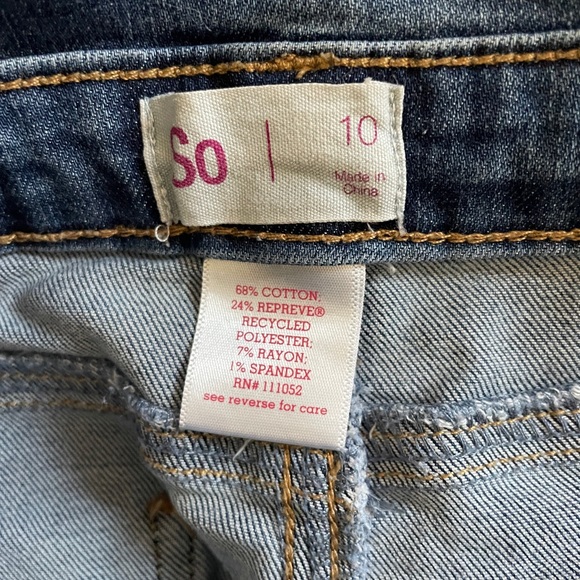 So | 10
Made in
China
68% COTTON;
24% REPREVE®
RECYCLED
POLYESTER;
7% RAYON;
1% SPANDEX
RN# 111052
see reverse for care